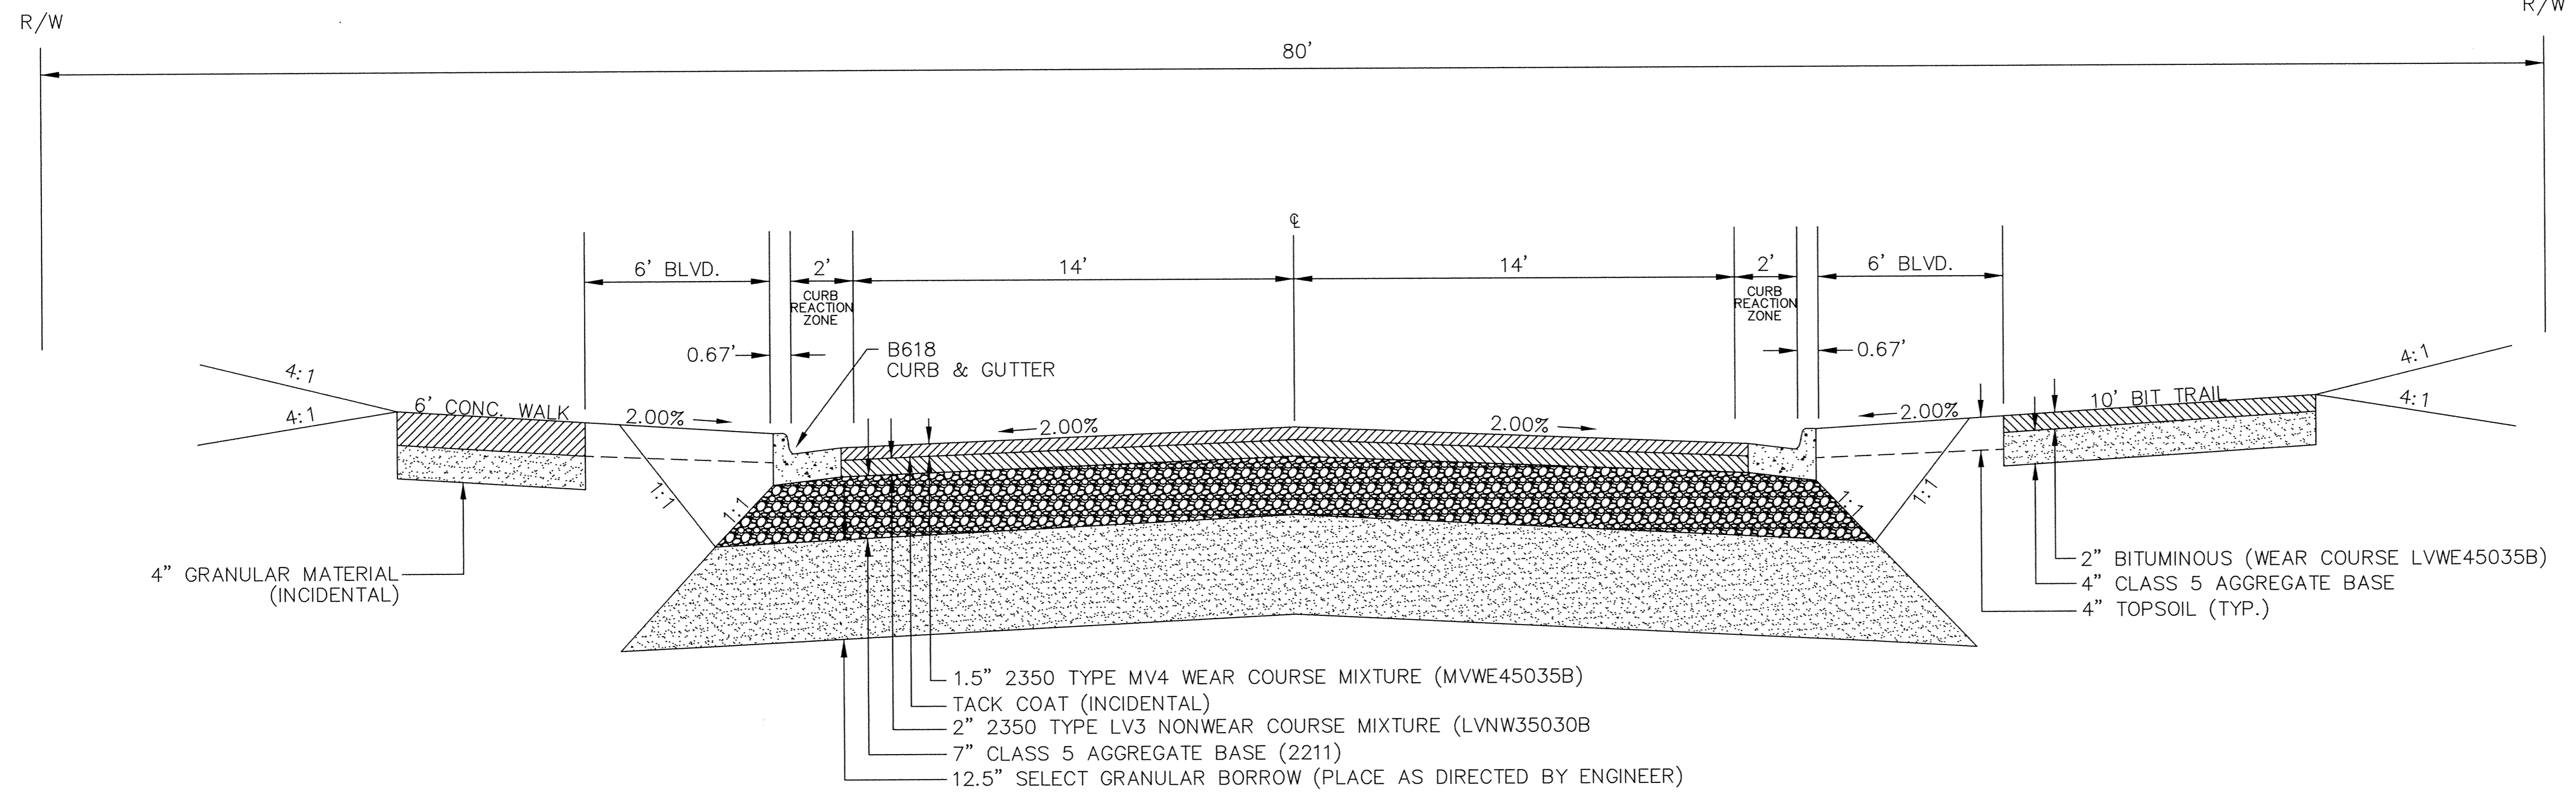 R/W
R/W
80'
℄
6' BLVD.
2'
14'
14'
2'
6' BLVD.
CURB
REACTION
ZONE
CURB
REACTION
ZONE
0.67'
B618
CURB & GUTTER
0.67'
4:1
4:1
4:1
4:1
6' CONC. WALK
2.00%
2.00%
2.00%
2.00%
10' BIT TRAIL
1:1
1:1
1:1
1:1
4" GRANULAR MATERIAL
(INCIDENTAL)
2" BITUMINOUS (WEAR COURSE LVWE45035B)
4" CLASS 5 AGGREGATE BASE
4" TOPSOIL (TYP.)
1.5" 2350 TYPE MV4 WEAR COURSE MIXTURE (MVWE45035B)
TACK COAT (INCIDENTAL)
2" 2350 TYPE LV3 NONWEAR COURSE MIXTURE (LVNW35030B
7" CLASS 5 AGGREGATE BASE (2211)
12.5" SELECT GRANULAR BORROW (PLACE AS DIRECTED BY ENGINEER)